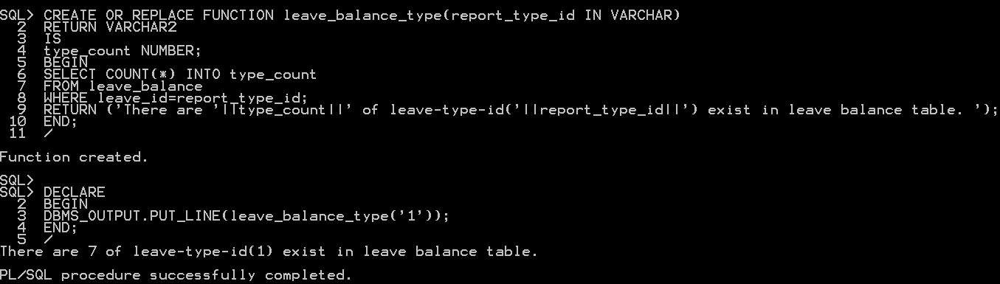 SQL> CREATE OR REPLACE FUNCTION leave_balance_type(report_type_id IN VARCHAR)
  2  RETURN VARCHAR2
  3  IS
  4  type_count NUMBER;
  5  BEGIN
  6  SELECT COUNT(*) INTO type_count
  7  FROM leave_balance
  8  WHERE leave_id=report_type_id;
  9  RETURN ('There are '||type_count||' of leave-type-id('||report_type_id||') exist in leave balance table. ');
 10  END;
 11  /
Function created.
SQL>
SQL> DECLARE
  2  BEGIN
  3  DBMS_OUTPUT.PUT_LINE(leave_balance_type('1'));
  4  END;
  5  /
There are 7 of leave-type-id(1) exist in leave balance table.
PL/SQL procedure successfully completed.